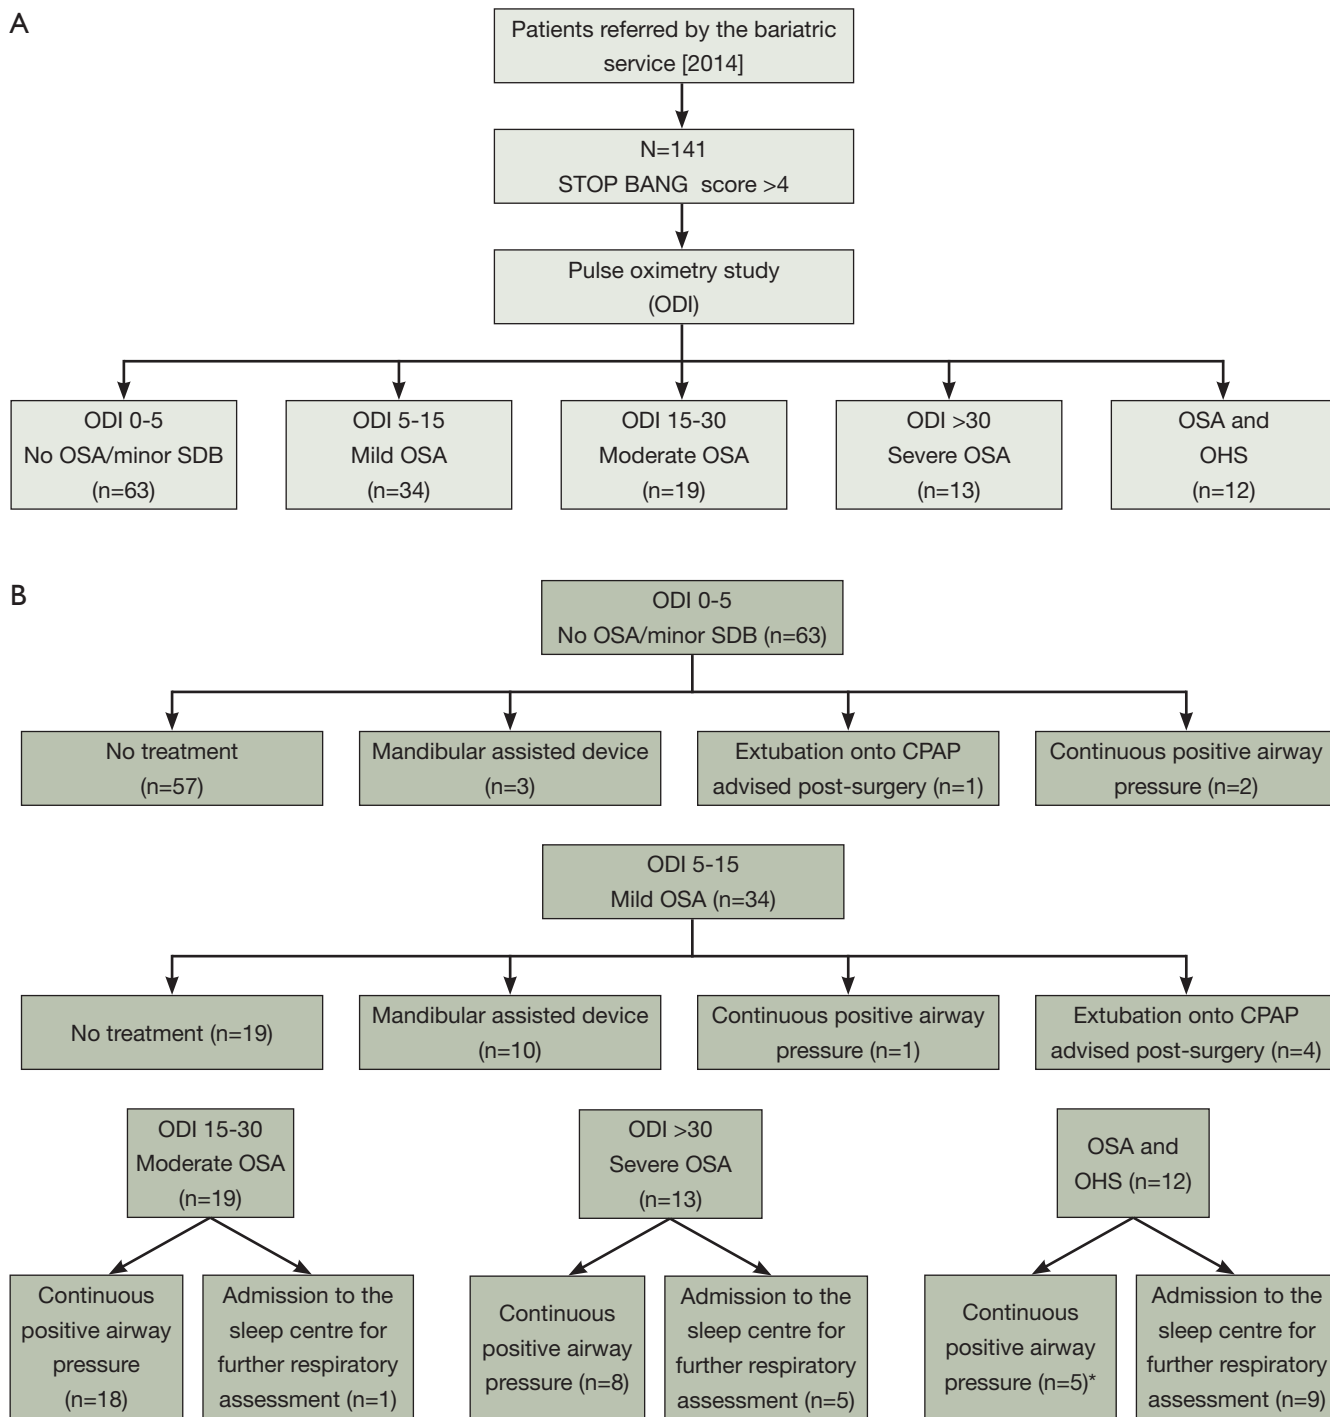 A
Patients referred by the bariatric
service [2014]
N=141
STOP BANG score >4
Pulse oximetry study
(ODI)
ODI 0-5
No OSA/minor SDB
(n=63)
ODI 5-15
Mild OSA
(n=34)
ODI 15-30
Moderate OSA
(n=19)
ODI >30
Severe OSA
(n=13)
OSA and
OHS
(n=12)
B
ODI 0-5
No OSA/minor SDB (n=63)
No treatment
(n=57)
Mandibular assisted device
(n=3)
Extubation onto CPAP
advised post-surgery (n=1)
Continuous positive airway
pressure (n=2)
ODI 5-15
Mild OSA (n=34)
No treatment (n=19)
Mandibular assisted device
(n=10)
Continuous positive airway
pressure (n=1)
Extubation onto CPAP
advised post-surgery (n=4)
ODI 15-30
Moderate OSA
(n=19)
ODI >30
Severe OSA
(n=13)
OSA and
OHS (n=12)
Continuous
positive airway
pressure
(n=18)
Admission to the
sleep centre for
further respiratory
assessment (n=1)
Continuous
positive airway
pressure (n=8)
Admission to the
sleep centre for
further respiratory
assessment (n=5)
Continuous
positive airway
pressure (n=5)*
Admission to the
sleep centre for
further respiratory
assessment (n=9)